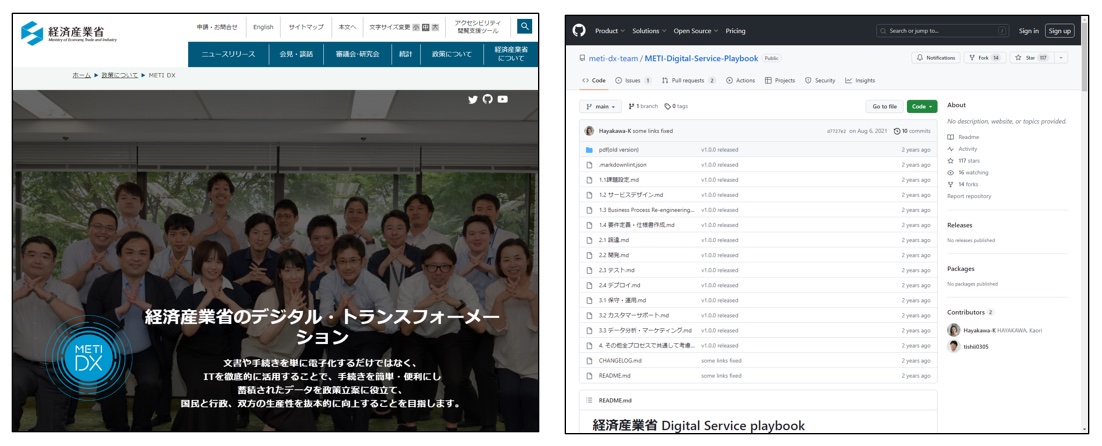 経済産業省
Ministry of Economy, Trade and Industry
申請・お問合せ
English
サイトマップ
本文へ
文字サイズ変更 小 中 大
アクセシビリティ
閲覧支援ツール
ニュースリリース
会見・談話
審議会・研究会
統計
政策について
経済産業省
について
ホーム ▶ 政策について ▶ METI DX
経済産業省のデジタル・トランスフォーメー
ション
METI
DX
文書や手続きを単に電子化するだけではなく、
ITを徹底的に活用することで、手続きを簡単・便利にし
蓄積されたデータを政策立案に役立て、
国民と行政、双方の生産性を抜本的に向上することを目指します。
Product Solutions Open Source Pricing
Search or jump to... /
Sign in Sign up
meti-dx-team / METI-Digital-Service-Playbook Public
Notifications Fork 14 Star 117
Code Issues 1 Pull requests 2 Actions Projects Security Insights
main 1 branch 0 tags Go to file Code
Hayakawa-K some links fixed on Aug 6, 2021 10 commits
pdf(old version) v1.0.0 released 2 years ago
.markdownlint.json v1.0.0 released 2 years ago
1.1課題設定.md v1.0.0 released 2 years ago
1.2 サービスデザイン.md v1.0.0 released 2 years ago
1.3 Business Process Re-engineering... v1.0.0 released 2 years ago
1.4 要件定義・仕様書作成.md v1.0.0 released 2 years ago
2.1 調達.md v1.0.0 released 2 years ago
2.2 開発.md v1.0.0 released 2 years ago
2.3 テスト.md v1.0.0 released 2 years ago
2.4 デプロイ.md v1.0.0 released 2 years ago
3.1 保守・運用.md v1.0.0 released 2 years ago
3.2 カスタマーサポート.md v1.0.0 released 2 years ago
3.3 データ分析・マーケティング.md v1.0.0 released 2 years ago
4. その他全プロセスで共通して考慮... v1.0.0 released 2 years ago
CHANGELOG.md some links fixed 2 years ago
README.md some links fixed 2 years ago
README.md
経済産業省 Digital Service playbook
About
No description, website, or topics provided.
Readme
Activity
117 stars
16 watching
14 forks
Report repository
Releases
No releases published
Packages
No packages published
Contributors 2
Hayakawa-K HAYAKAWA, Kaori
tishii0305